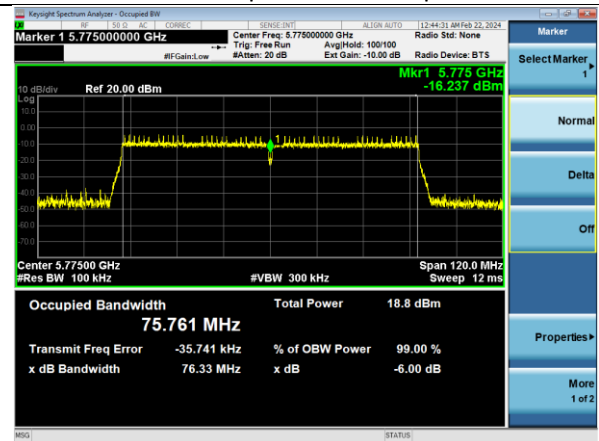 Keysight Spectrum Analyzer - Occupied BW
RF 50 Ω AC CORREC SENSE:INT ALIGN AUTO 12:44:31 AM Feb 22, 2024
Marker 1 5.775000000 GHz
Center Freq: 5.775000000 GHz
Radio Std: None
Trig: Free Run
Avg|Hold: 100/100
#IFGain:Low
#Atten: 20 dB
Ext Gain: -10.00 dB
Radio Device: BTS
Mkr1 5.775 GHz
-16.237 dBm
10 dB/div
Ref 20.00 dBm
Log
10.0
0.00
-10.0
-20.0
-30.0
-40.0
-50.0
-60.0
-70.0
1
Center 5.77500 GHz
Span 120.0 MHz
#Res BW 100 kHz
#VBW 300 kHz
Sweep 12 ms
Occupied Bandwidth
Total Power 18.8 dBm
75.761 MHz
Transmit Freq Error -35.741 kHz
% of OBW Power 99.00 %
x dB Bandwidth 76.33 MHz
x dB -6.00 dB
MSG
STATUS
Marker
Select Marker
1
Normal
Delta
Off
Properties
More
1 of 2